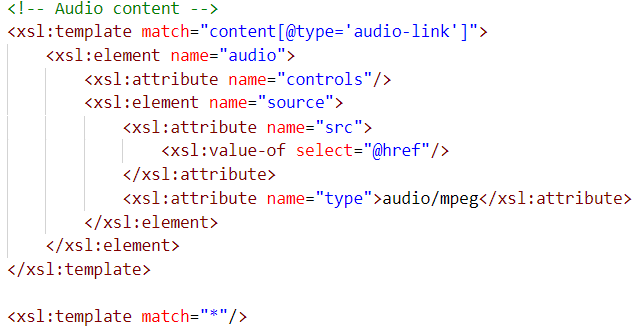 <!-- Audio content -->
<xsl:template match="content[@type='audio-link']">
    <xsl:element name="audio">
        <xsl:attribute name="controls"/>
        <xsl:element name="source">
            <xsl:attribute name="src">
                <xsl:value-of select="@href"/>
            </xsl:attribute>
            <xsl:attribute name="type">audio/mpeg</xsl:attribute>
        </xsl:element>
    </xsl:element>
</xsl:template>

<xsl:template match="*"/>